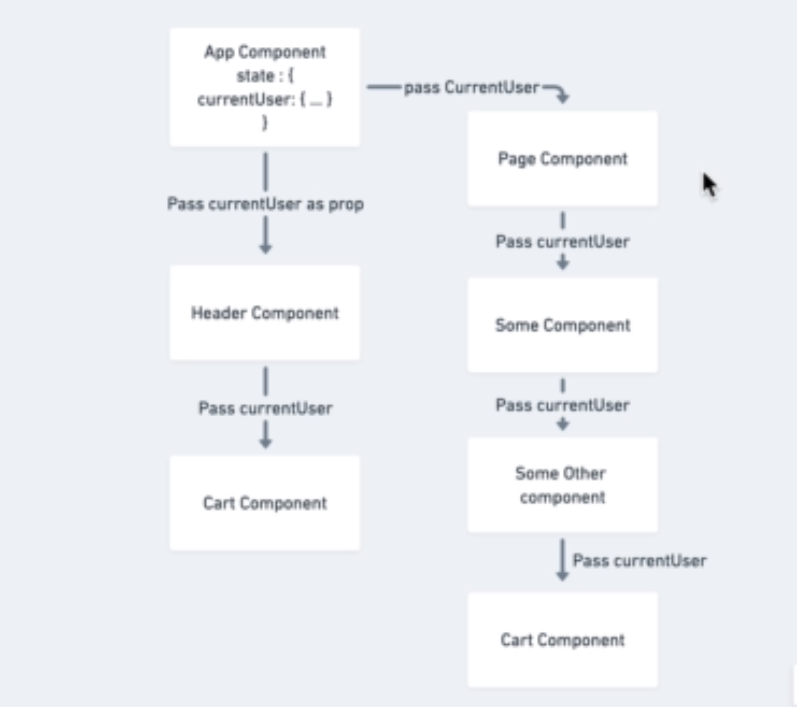 App Component
state : {
currentUser: { ... }
}
pass CurrentUser
Page Component
Pass currentUser as prop
Pass currentUser
Header Component
Some Component
Pass currentUser
Pass currentUser
Cart Component
Some Other
component
Pass currentUser
Cart Component